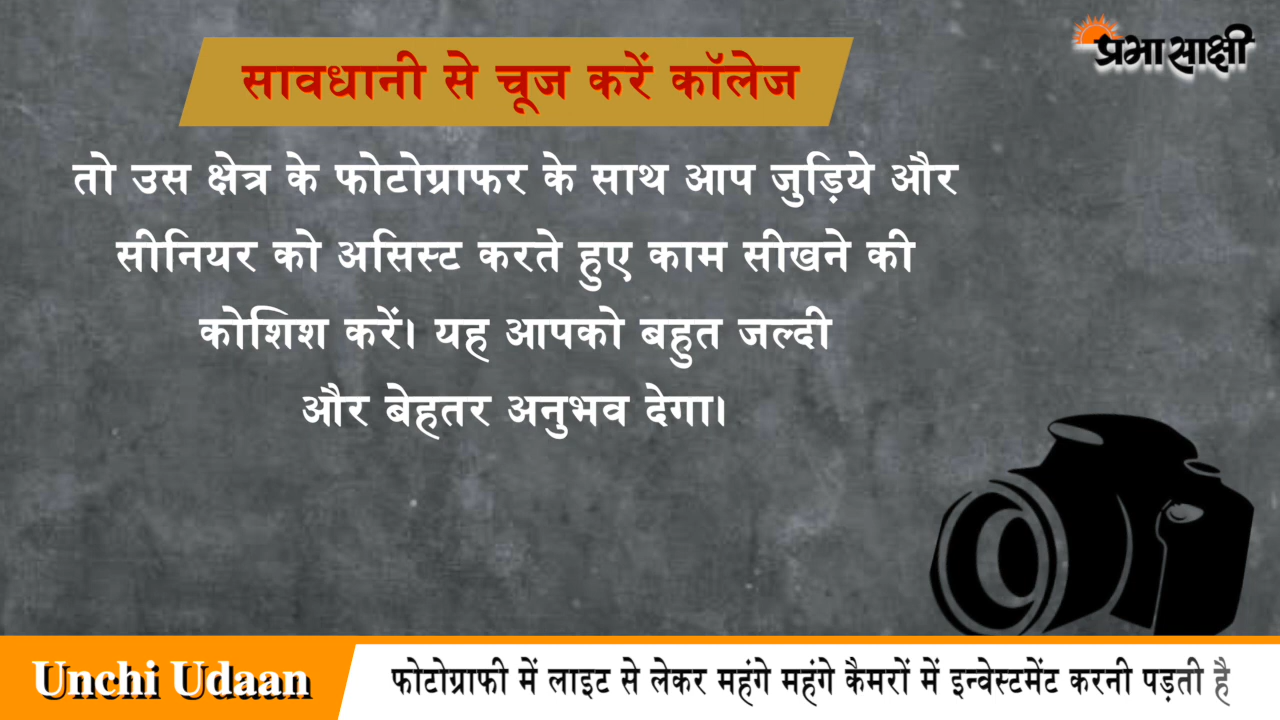 प्रभासाक्षी
सावधानी से चूज करें कॉलेज
तो उस क्षेत्र के फोटोग्राफर के साथ आप जुड़िये और
सीनियर को असिस्ट करते हुए काम सीखने की
कोशिश करें। यह आपको बहुत जल्दी
और बेहतर अनुभव देगा।
Unchi Udaan
फोटोग्राफी में लाइट से लेकर महंगे महंगे कैमरों में इन्वेस्टमेंट करनी पड़ती है